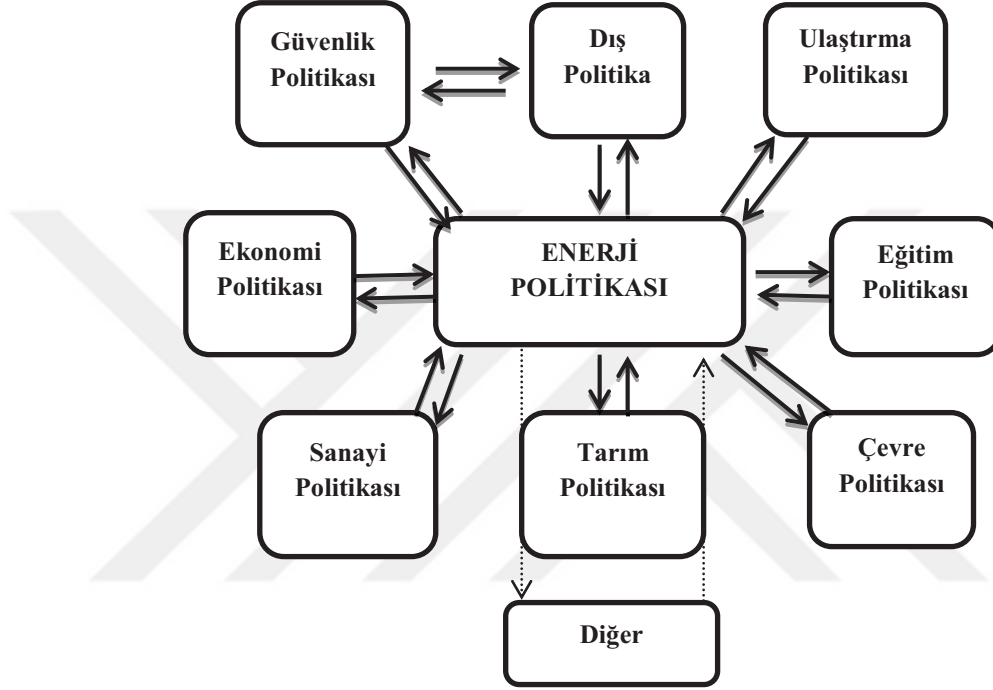 Güvenlik
Politikası
Dış
Politika
Ulaştırma
Politikası
Ekonomi
Politikası
ENERJİ
POLİTİKASI
Eğitim
Politikası
Sanayi
Politikası
Tarım
Politikası
Çevre
Politikası
Diğer